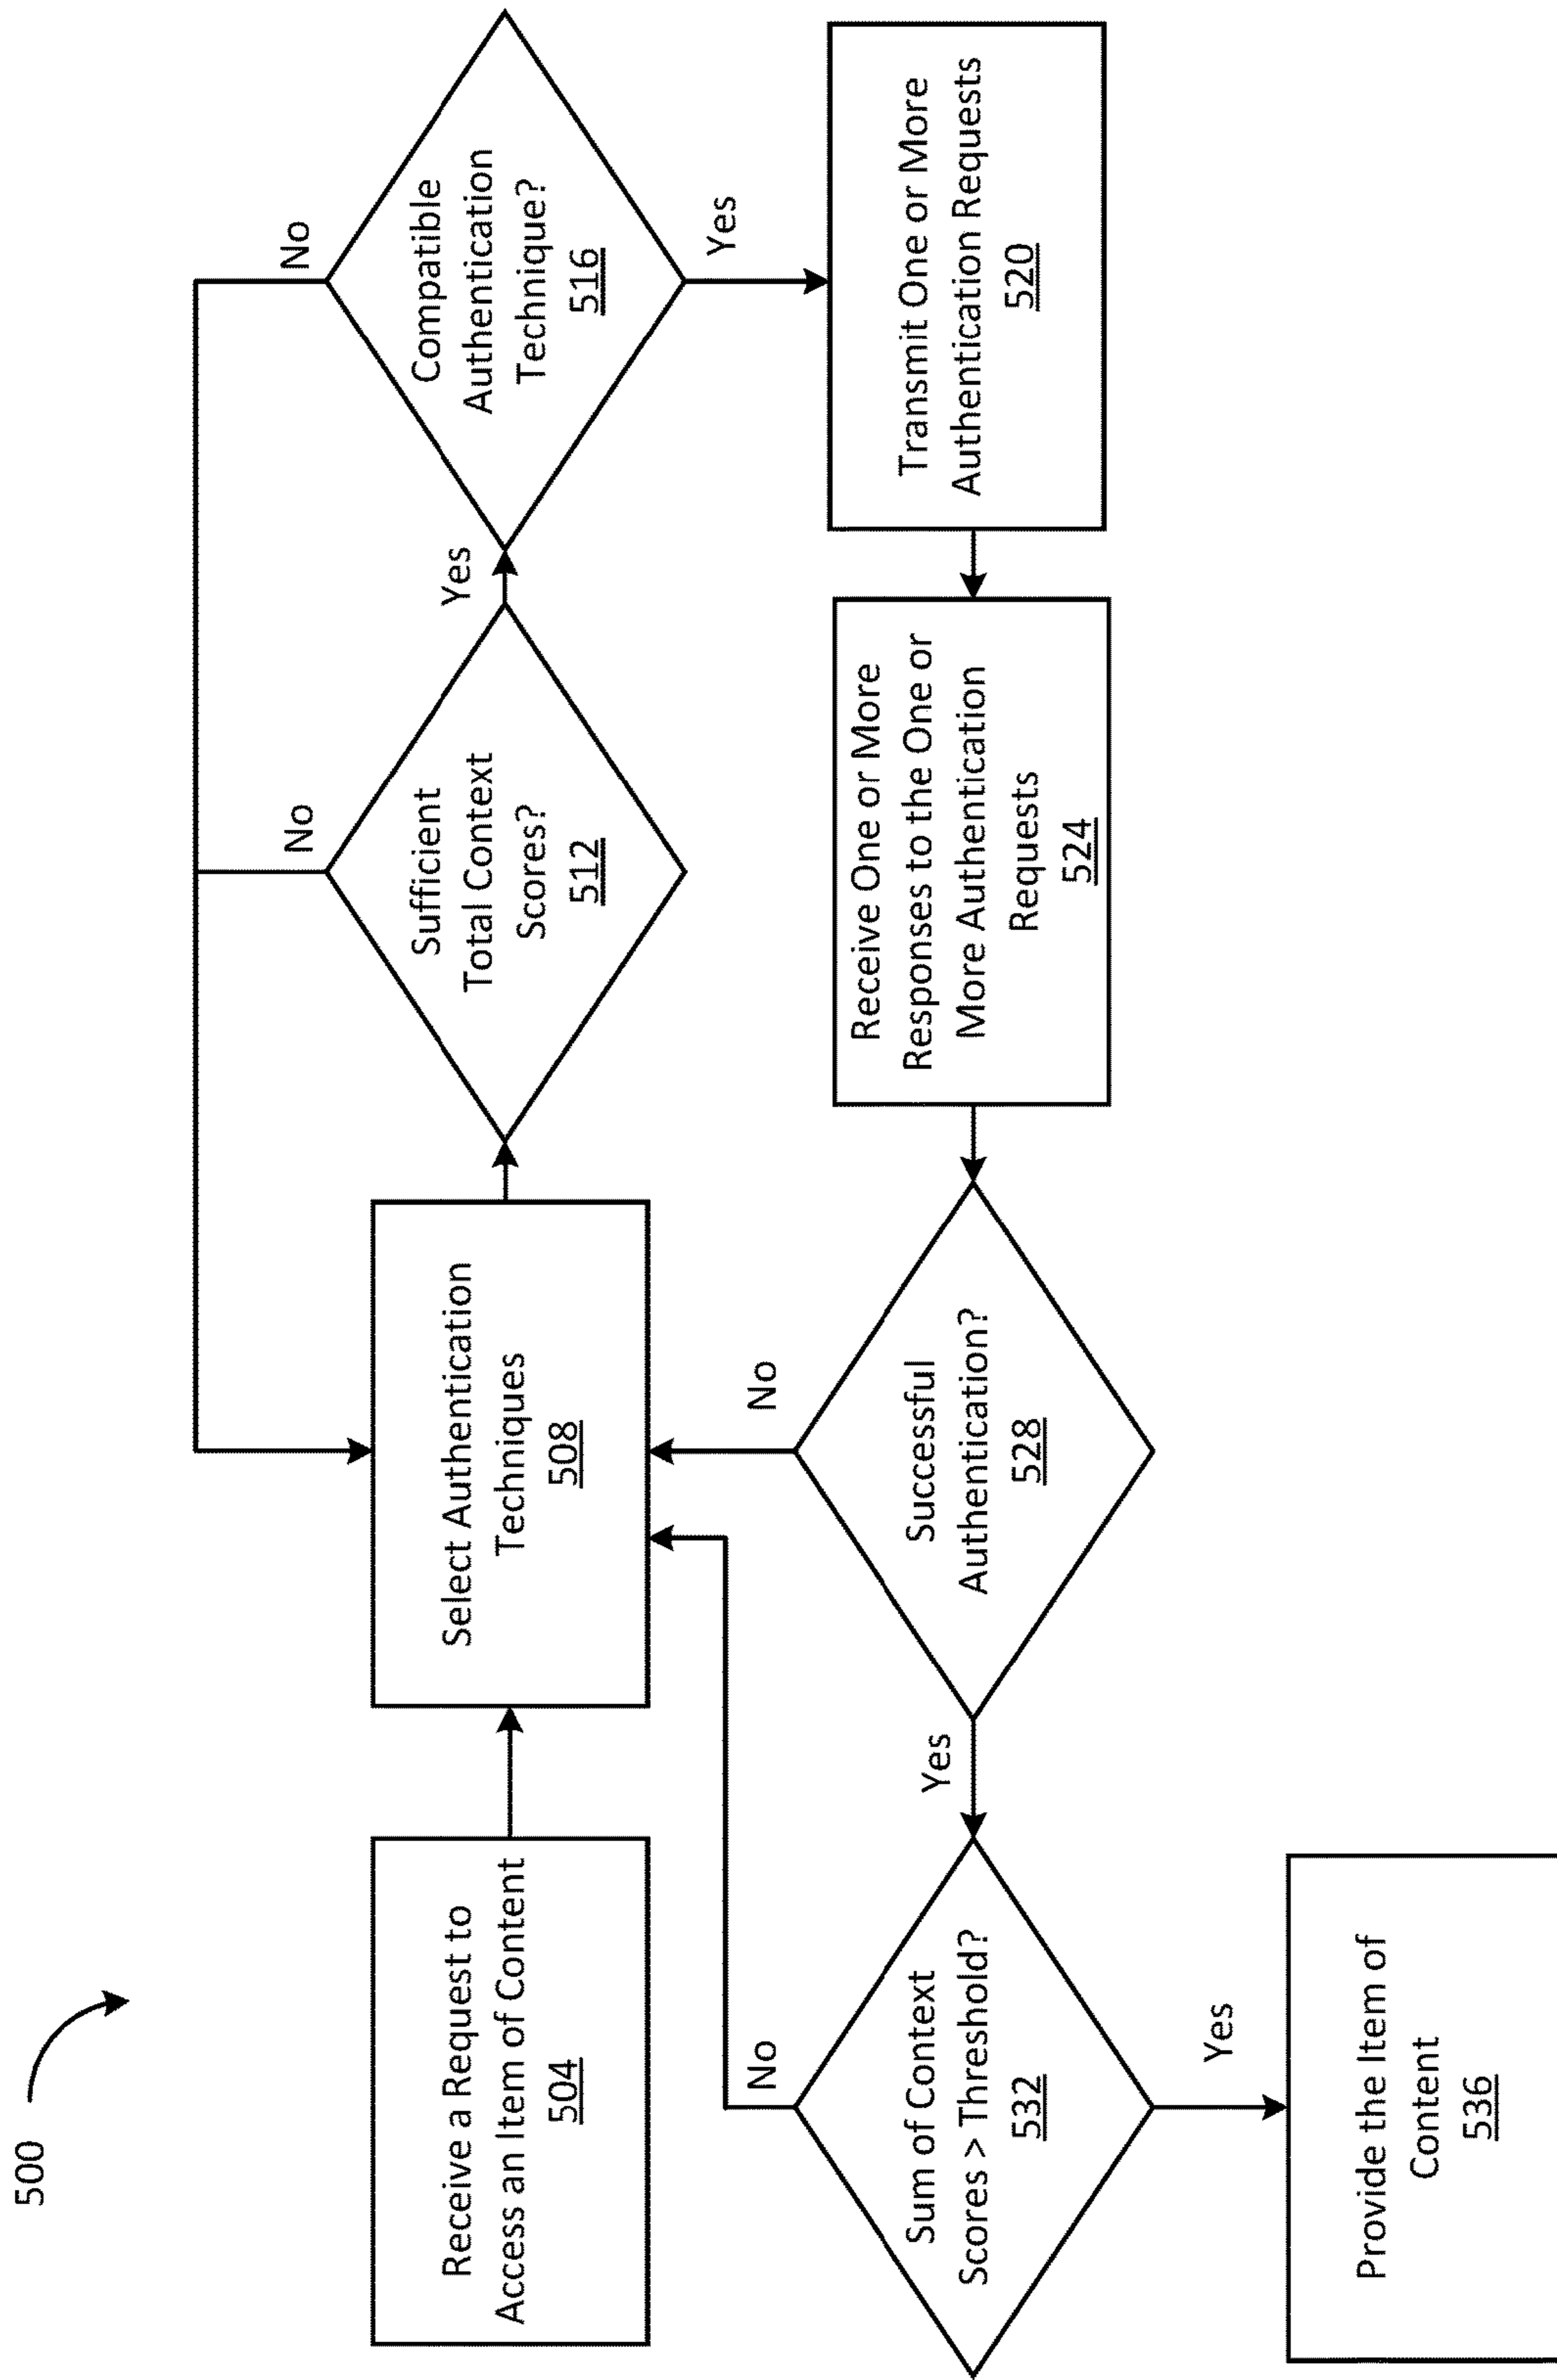 500
Receive a Request to
Access an Item of Content
504
Select Authentication
Techniques
508
Sufficient
Total Context
Scores?
512
No
Yes
Compatible
Authentication
Technique?
516
No
Yes
Transmit One or More
Authentication Requests
520
Receive One or More
Responses to the One or
More Authentication
Requests
524
Successful
Authentication?
528
No
Yes
Sum of Context
Scores > Threshold?
532
No
Yes
Provide the Item of
Content
536